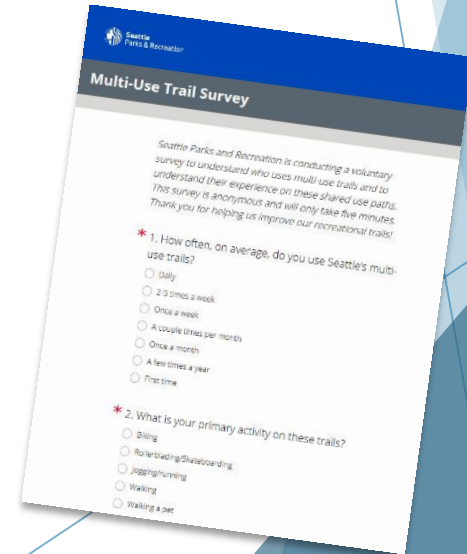 Seattle
Parks & Recreation
Multi-Use Trail Survey
Seattle Parks and Recreation is conducting a voluntary
survey to understand who uses multi-use trails and to
understand their experience on these shared use paths.
This survey is anonymous and will only take five minutes.
Thank you for helping us improve our recreational trails!
* 1. How often, on average, do you use Seattle's multi-
use trails?
Daily
2-5 times a week
Once a week
A couple times per month
Once a month
A few times a year
First time
* 2. What is your primary activity on these trails?
Biking
Rollerblading/Skateboarding
Jogging/running
Walking
Walking a pet